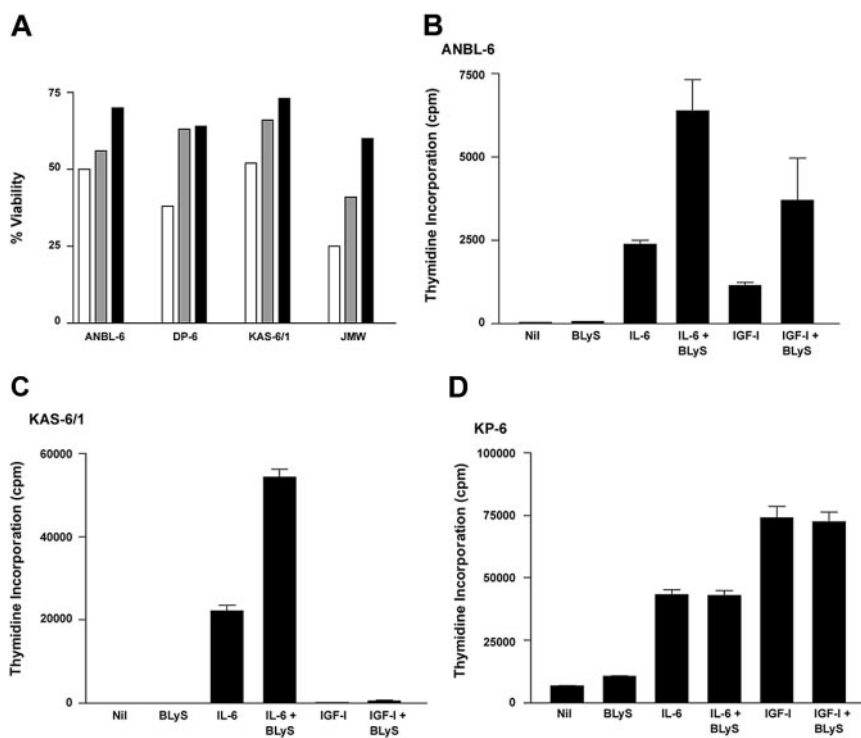 A
% Viability
75
50
25
0
ANBL-6 DP-6 KAS-6/1 JMW
B
ANBL-6
Thymidine Incorporation (cpm)
7500
5000
2500
0
Nil BLyS IL-6 IL-6 + BLyS IGF-I IGF-I + BLyS
C
KAS-6/1
Thymidine Incorporation (cpm)
60000
40000
20000
0
Nil BLyS IL-6 IL-6 + BLyS IGF-I IGF-I + BLyS
D
KP-6
Thymidine Incorporation (cpm)
100000
75000
50000
25000
0
Nil BLyS IL-6 IL-6 + BLyS IGF-I IGF-I + BLyS